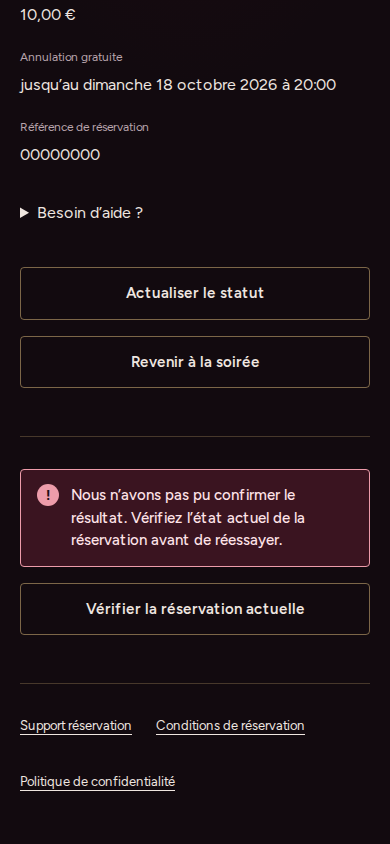 10,00 €
Annulation gratuite
jusqu’au dimanche 18 octobre 2026 à 20:00
Référence de réservation
00000000
Besoin d’aide ?
Actualiser le statut
Revenir à la soirée
Nous n’avons pas pu confirmer le
résultat. Vérifiez l’état actuel de la
réservation avant de réessayer.
Vérifier la réservation actuelle
Support réservation Conditions de réservation
Politique de confidentialité